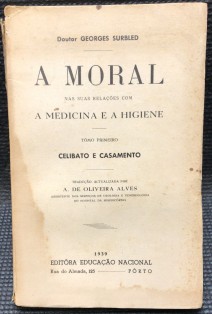 Doutor GEORGES SURBLED
A MORAL
NAS SUAS RELAÇÕES COM
A MEDICINA E A HIGIENE
TOMO PRIMEIRO
CELIBATO E CASAMENTO
TRADUÇÃO ACTUALIZADA POR
A. DE OLIVEIRA ALVES
1939
EDITÔRA EDUCAÇÃO NACIONAL
Rua do Almada, 125 — PÔRTO